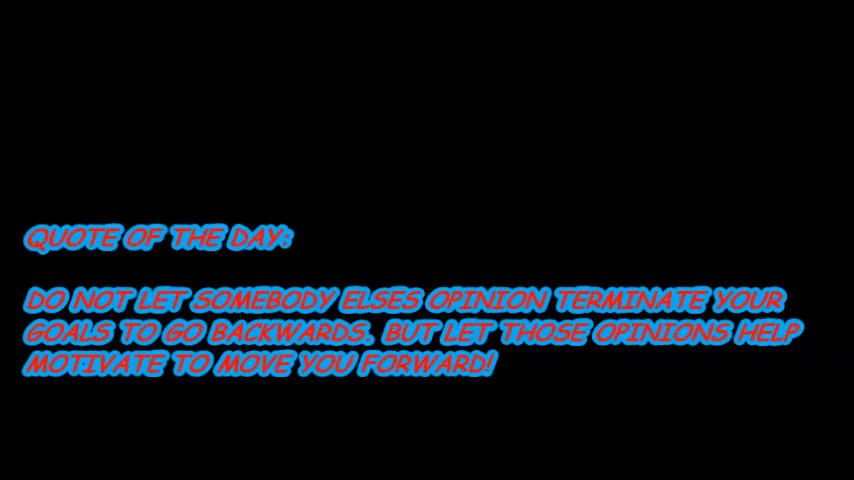 QUOTE OF THE DAY:
DO NOT LET SOMEBODY ELSES OPINION TERMINATE YOUR
GOALS TO GO BACKWARDS. BUT LET THOSE OPINIONS HELP
MOTIVATE TO MOVE YOU FORWARD!